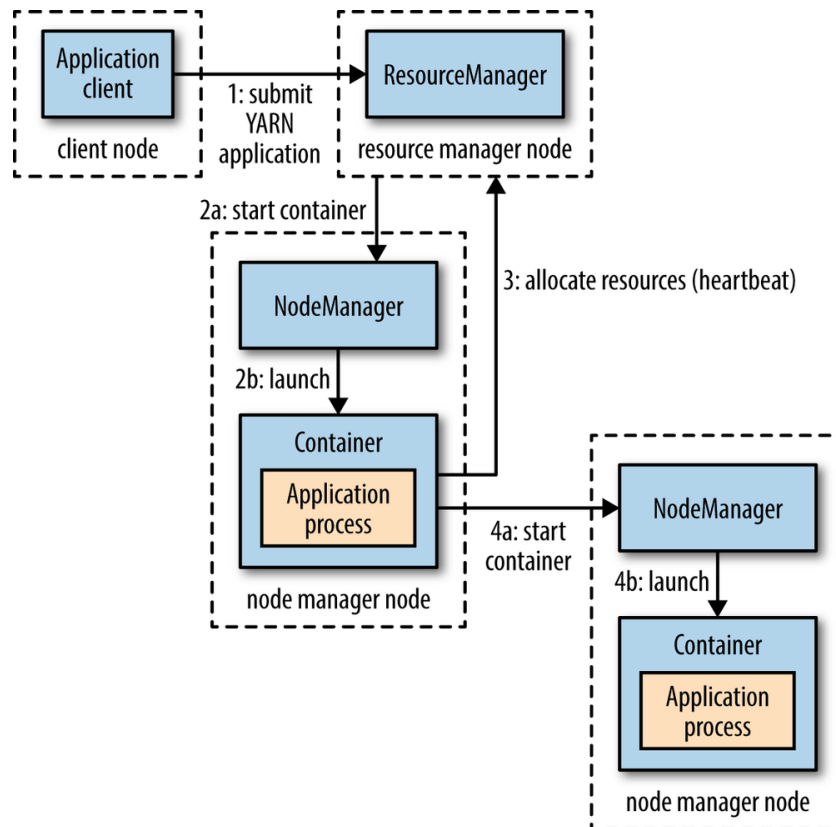 Application
client
client node
1: submit
YARN
application
ResourceManager
resource manager node
2a: start container
NodeManager
2b: launch
Container
Application
process
node manager node
3: allocate resources (heartbeat)
4a: start
container
NodeManager
4b: launch
Container
Application
process
node manager node